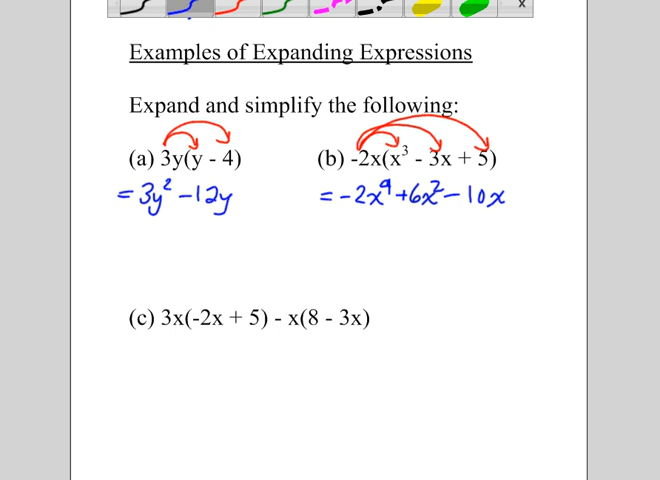 Examples of Expanding Expressions
Expand and simplify the following:
(a) 3y(y - 4) (b) -2x(x³ - 3x + 5)
= 3y² - 12y = -2x⁴ + 6x² - 10x
(c) 3x(-2x + 5) - x(8 - 3x)